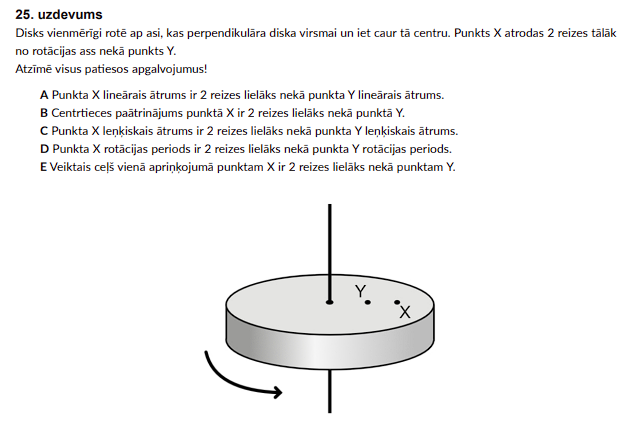 25. uzdevums
Disks vienmērīgi rotē ap asi, kas perpendikulāra diska virsmai un iet caur tā centru. Punkts X atrodas 2 reizes tālāk
no rotācijas ass nekā punkts Y.
Atzīmē visus patiesos apgalvojumus!
A Punkta X lineārais ātrums ir 2 reizes lielāks nekā punkta Y lineārais ātrums.
B Centrtieces paātrinājums punktā X ir 2 reizes lielāks nekā punktā Y.
C Punkta X leņķiskais ātrums ir 2 reizes lielāks nekā punkta Y leņķiskais ātrums.
D Punkta X rotācijas periods ir 2 reizes lielāks nekā punkta Y rotācijas periods.
E Veiktais ceļš vienā apriņķojumā punktam X ir 2 reizes lielāks nekā punktam Y.
Y
X